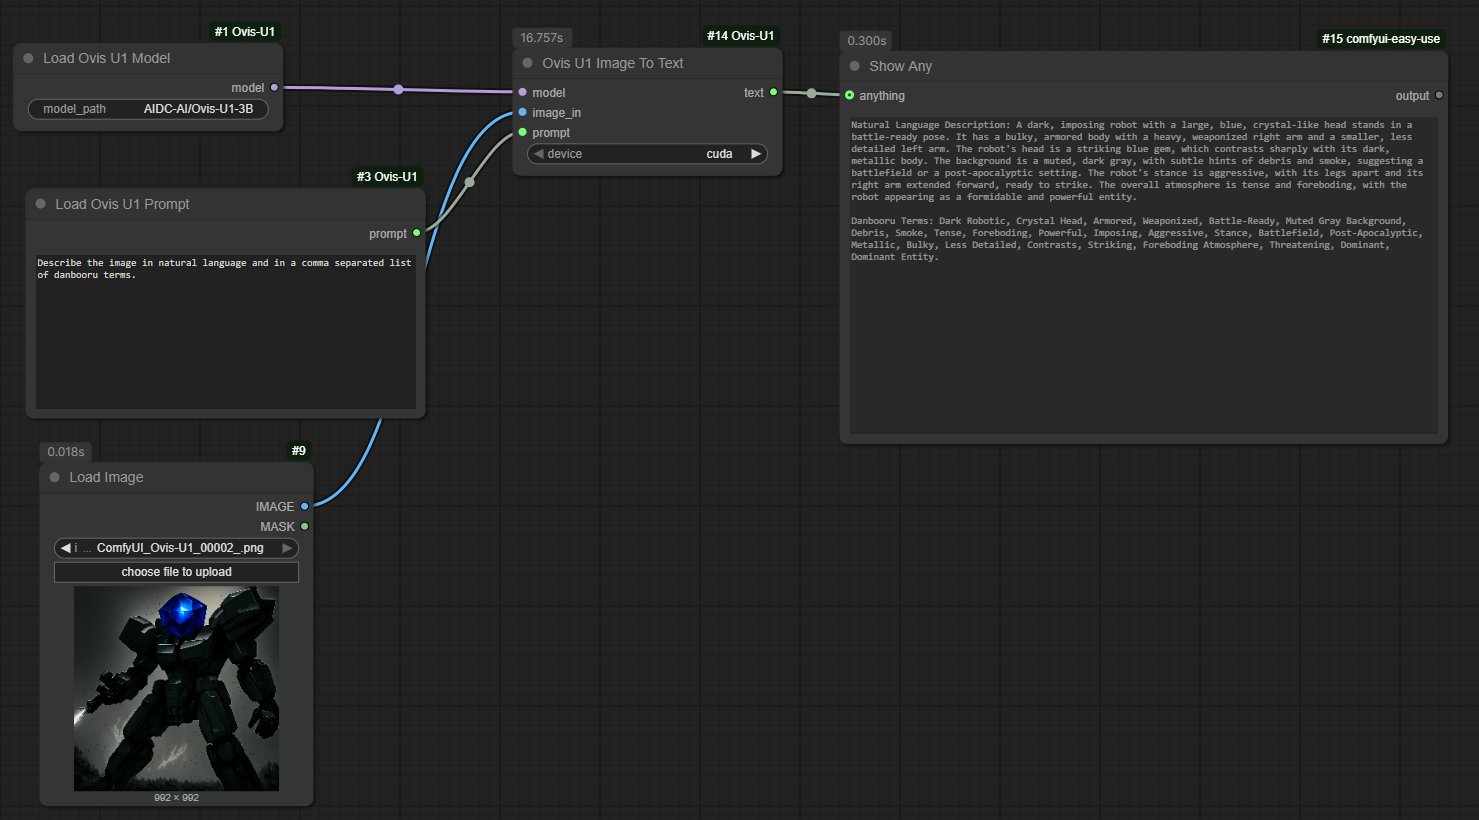 #1 Ovis-U1
Load Ovis U1 Model
model
model_path AIDC-AI/Ovis-U1-3B
#3 Ovis-U1
Load Ovis U1 Prompt
prompt
Describe the image in natural language and in a comma separated list
of danbooru terms.
0.018s
#9
Load Image
IMAGE
MASK
i ... ComfyUI_Ovis-U1_00002_.png
choose file to upload
992 × 992
16.757s
#14 Ovis-U1
Ovis U1 Image To Text
model text
image_in
prompt
device cuda
0.300s
#15 comfyui-easy-use
Show Any
anything output
Natural Language Description: A dark, imposing robot with a large, blue, crystal-like head stands in a
battle-ready pose. It has a bulky, armored body with a heavy, weaponized right arm and a smaller, less
detailed left arm. The robot's head is a striking blue gem, which contrasts sharply with its dark,
metallic body. The background is a muted, dark gray, with subtle hints of debris and smoke, suggesting a
battlefield or a post-apocalyptic setting. The robot's stance is aggressive, with its legs apart and its
right arm extended forward, ready to strike. The overall atmosphere is tense and foreboding, with the
robot appearing as a formidable and powerful entity.
Danbooru Terms: Dark Robotic, Crystal Head, Armored, Weaponized, Battle-Ready, Muted Gray Background,
Debris, Smoke, Tense, Foreboding, Powerful, Imposing, Aggressive, Stance, Battlefield, Post-Apocalyptic,
Metallic, Bulky, Less Detailed, Contrasts, Striking, Foreboding Atmosphere, Threatening, Dominant,
Dominant Entity.